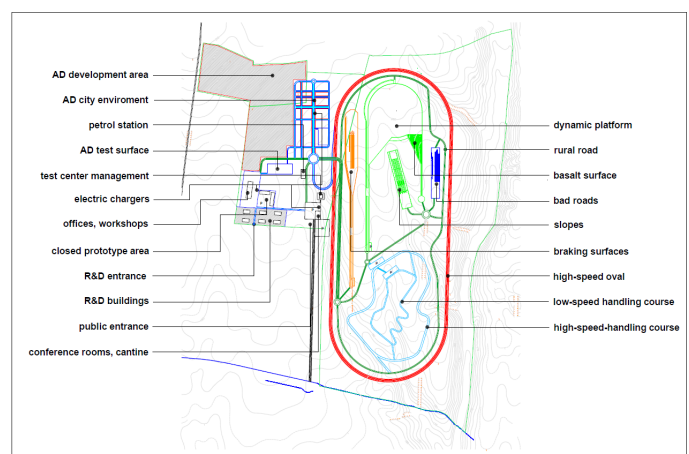 AD development area
AD city enviroment
petrol station
AD test surface
test center management
electric chargers
offices, workshops
closed prototype area
R&D entrance
R&D buildings
public entrance
conference rooms, cantine
dynamic platform
rural road
basalt surface
bad roads
slopes
braking surfaces
high-speed oval
low-speed handling course
high-speed-handling course